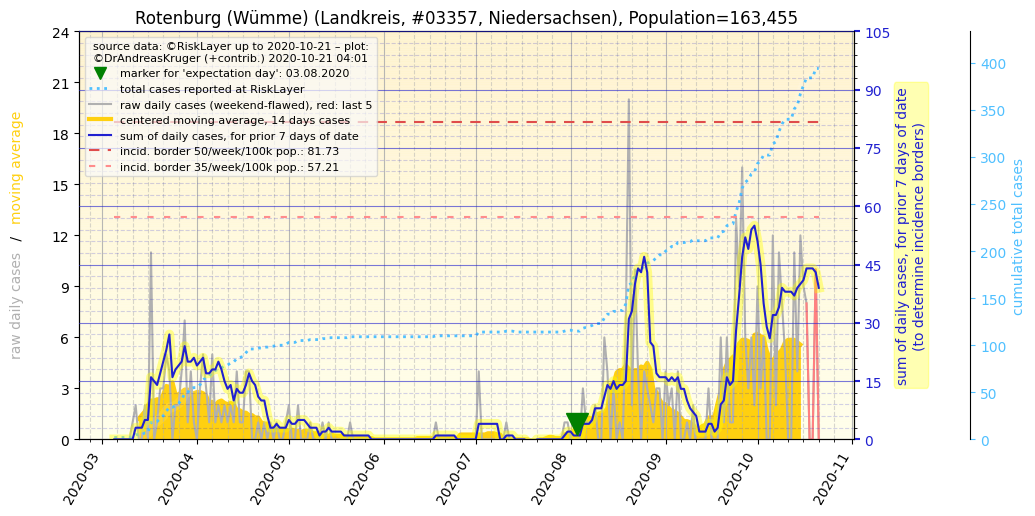 Rotenburg (Wümme) (Landkreis, #03357, Niedersachsen), Population=163,455
source data: ©RiskLayer up to 2020-10-21 – plot:
©DrAndreasKruger (+contrib.) 2020-10-21 04:01
marker for 'expectation day': 03.08.2020
total cases reported at RiskLayer
raw daily cases (weekend-flawed), red: last 5
centered moving average, 14 days cases
sum of daily cases, for prior 7 days of date
incid. border 50/week/100k pop.: 81.73
incid. border 35/week/100k pop.: 57.21
raw daily cases / moving average
24
21
18
15
12
9
6
3
0
2020-03
2020-04
2020-05
2020-06
2020-07
2020-08
2020-09
2020-10
2020-11
105
90
75
60
45
30
15
0
sum of daily cases, for prior 7 days of date
(to determine incidence borders)
400
350
300
250
200
150
100
50
0
cumulative total cases